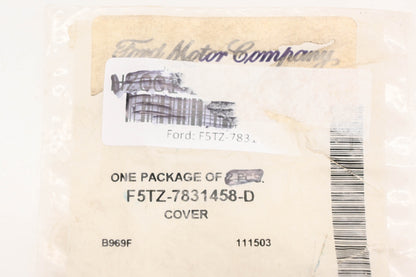 Ford Motor Company,
Ford: F5TZ-783
ONE PACKAGE OF
F5TZ-7831458-D
COVER
B969F 111503